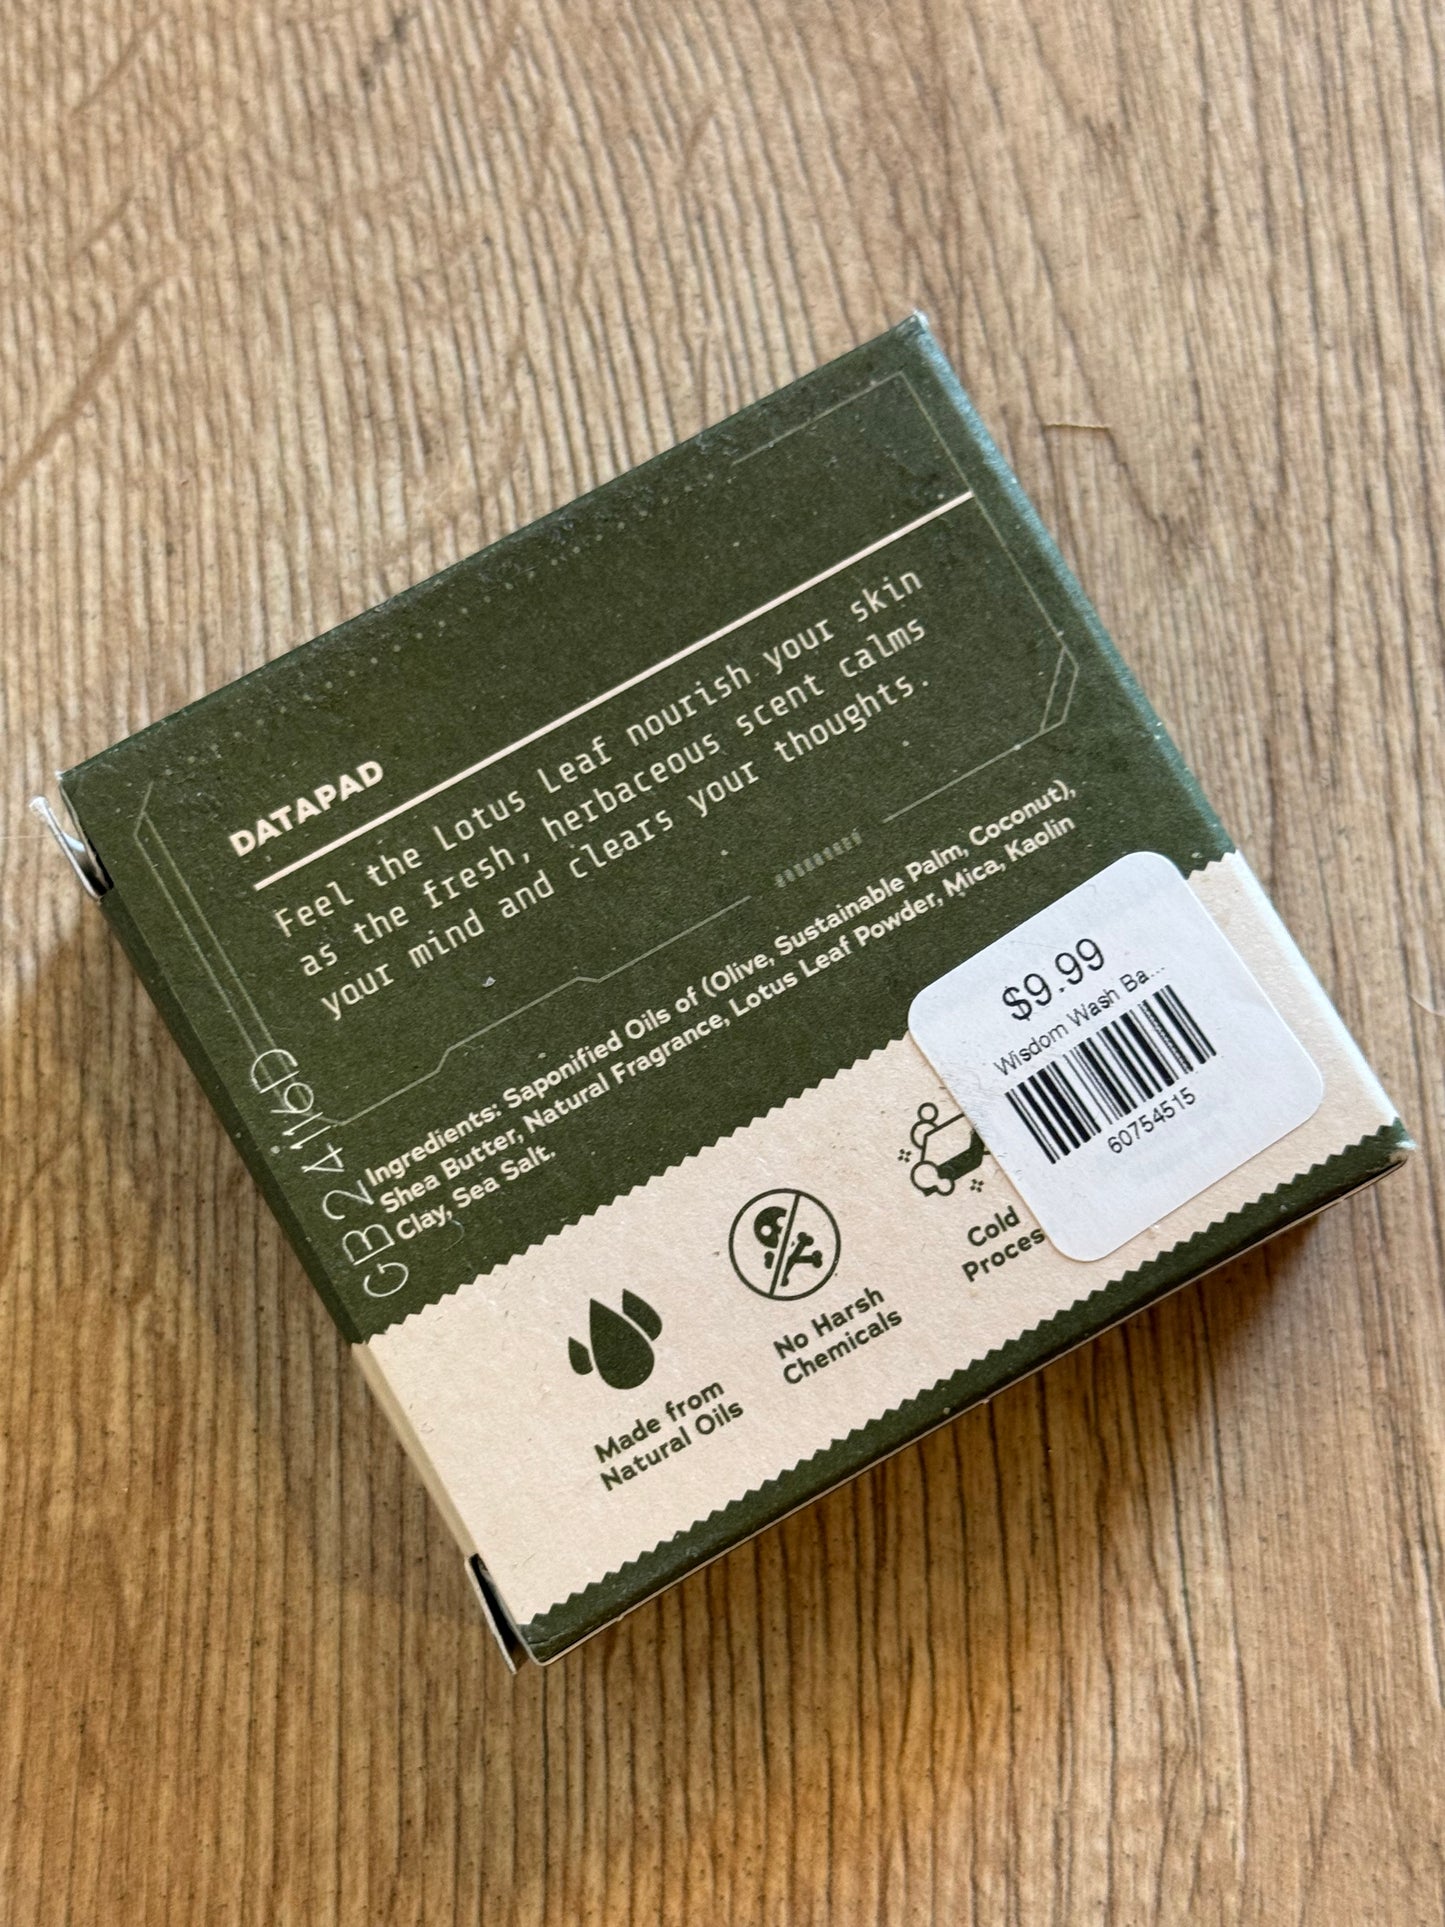 DATAPAD
Feel the Lotus Leaf nourish your skin
as the fresh, herbaceous scent calms
your mind and clears your thoughts.
Ingredients: Saponified Oils of (Olive, Sustainable Palm, Coconut),
Shea Butter, Natural Fragrance, Lotus Leaf Powder, Mica, Kaolin
Clay, Sea Salt.
GB2416D
$9.99
Wisdom Wash Ba...
60754515
Made from
Natural Oils
No Harsh
Chemicals
Cold
Proces